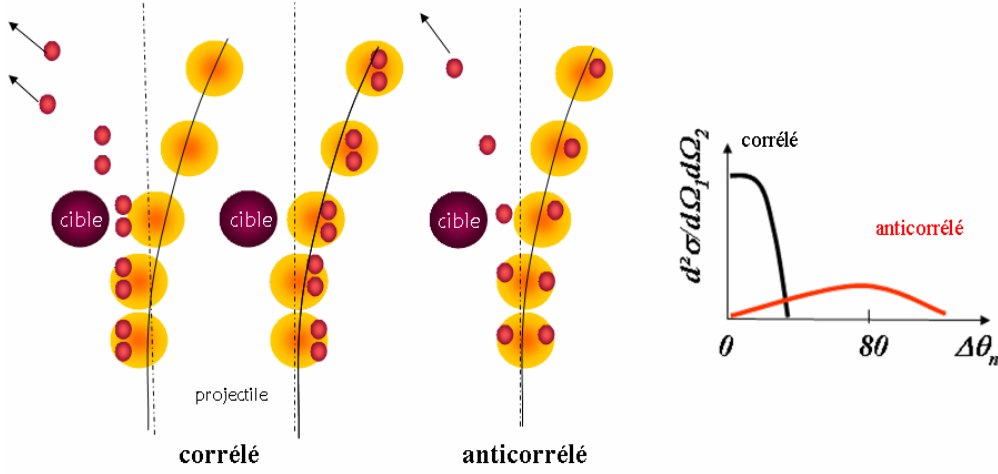 cible
cible
cible
projectile
corrélé
anticorrélé
d²σ/dΩ₁dΩ₂
corrélé
anticorrélé
0
80
Δθₙ